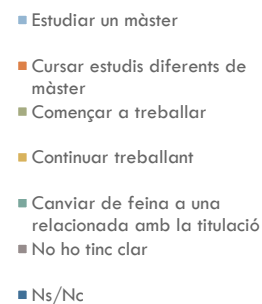 Estudiar un màster
Cursar estudis diferents de
màster
Començar a treballar
Continuar treballant
Canviar de feina a una
relacionada amb la titulació
No ho tinc clar
Ns/Nc